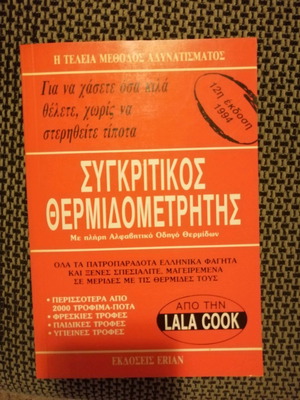 Η ΤΕΛΕΙΑ ΜΕΘΟΔΟΣ ΑΔΥΝΑΤΙΣΜΑΤΟΣ
Για να χάσετε όσα κιλά
θέλετε, χωρίς να
στερηθείτε τίποτα
12η έκδοση
1994
ΣΥΓΚΡΙΤΙΚΟΣ
ΘΕΡΜΙΔΟΜΕΤΡΗΤΗΣ
Με πλήρη Αλφαβητικό Οδηγό Θερμίδων
ΟΛΑ ΤΑ ΠΑΤΡΟΠΑΡΑΔΟΤΑ ΕΛΛΗΝΙΚΑ ΦΑΓΗΤΑ
ΚΑΙ ΞΕΝΕΣ ΣΠΕΣΙΑΛΙΤΕ, ΜΑΓΕΙΡΕΜΕΝΑ
ΣΕ ΜΕΡΙΔΕΣ ΜΕ ΤΙΣ ΘΕΡΜΙΔΕΣ ΤΟΥΣ
• ΠΕΡΙΣΣΟΤΕΡΑ ΑΠΟ
2000 ΤΡΟΦΙΜΑ-ΠΟΤΑ
• ΦΡΕΣΚΙΕΣ ΤΡΟΦΕΣ
• ΠΑΙΔΙΚΕΣ ΤΡΟΦΕΣ
• ΥΓΙΕΙΝΕΣ ΤΡΟΦΕΣ
ΑΠΟ ΤΗΝ
LALA COOK
ΕΚΔΟΣΕΙΣ ERIAN